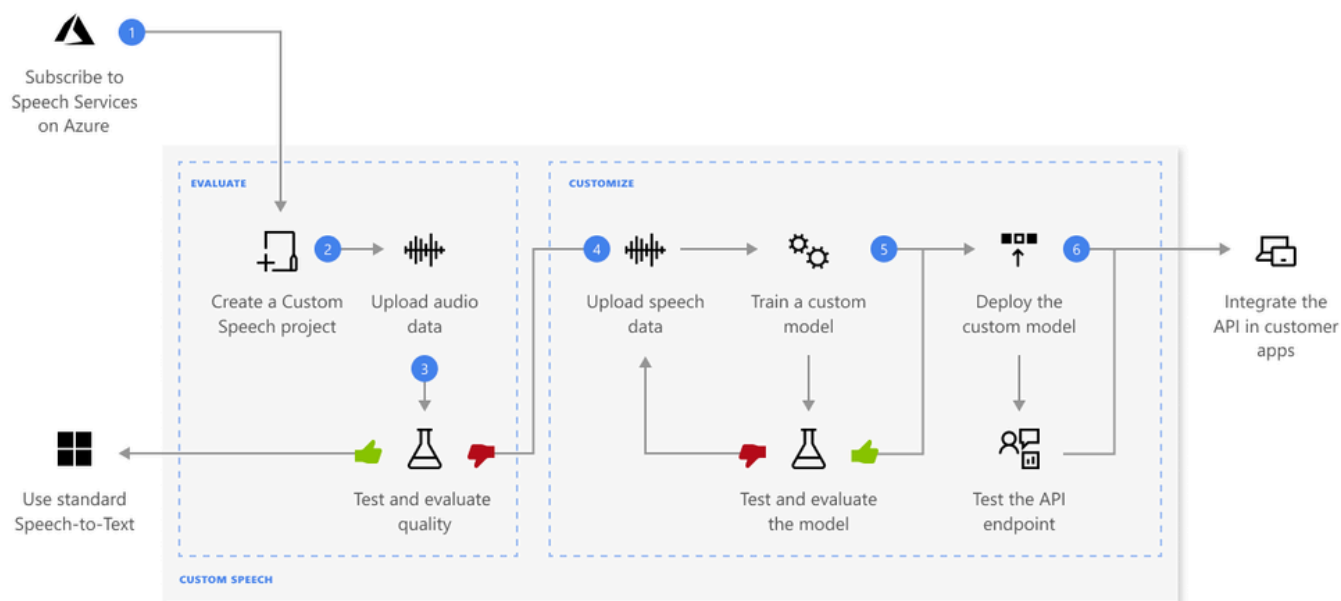 1
Subscribe to
Speech Services
on Azure
EVALUATE
2
Create a Custom
Speech project
Upload audio
data
3
Test and evaluate
quality
Use standard
Speech-to-Text
CUSTOMIZE
4
Upload speech
data
Train a custom
model
5
Deploy the
custom model
6
Test and evaluate
the model
Test the API
endpoint
Integrate the
API in customer
apps
CUSTOM SPEECH